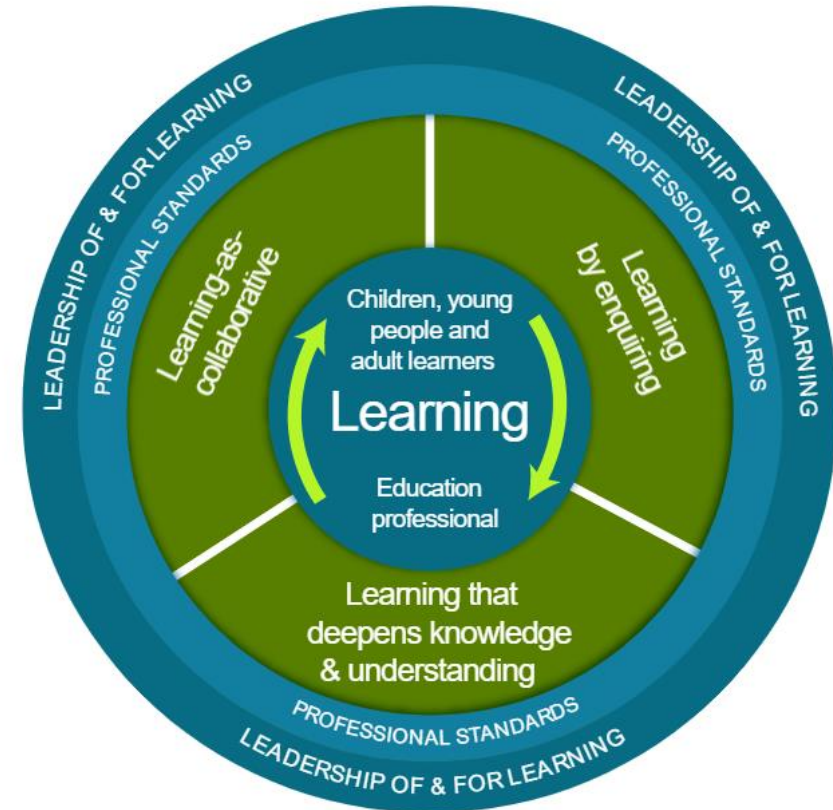 LEADERSHIP OF & FOR LEARNING
LEADERSHIP OF & FOR LEARNING
PROFESSIONAL STANDARDS
PROFESSIONAL STANDARDS
Learning-as-
collaborative
Learning
by enquiring
Children, young
people and
adult learners
Learning
Education
professional
Learning that
deepens knowledge
& understanding
PROFESSIONAL STANDARDS
LEADERSHIP OF & FOR LEARNING